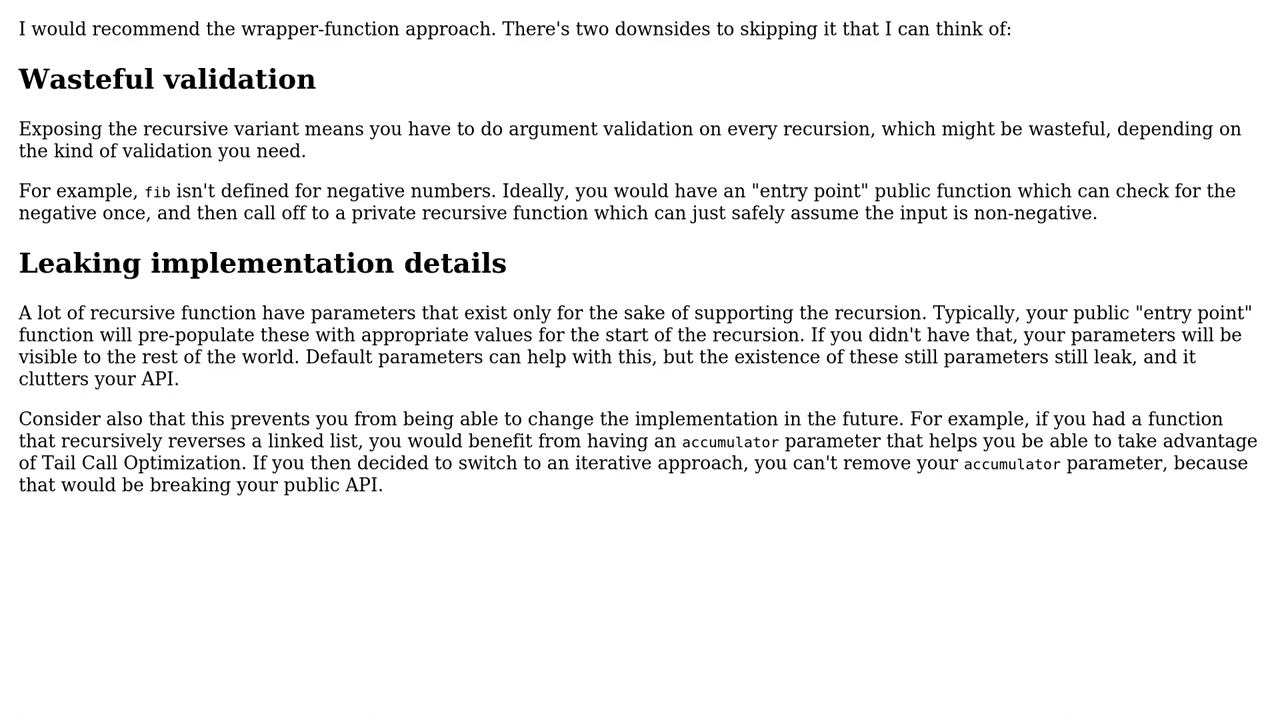 I would recommend the wrapper-function approach. There's two downsides to skipping it that I can think of:
Wasteful validation
Exposing the recursive variant means you have to do argument validation on every recursion, which might be wasteful, depending on
the kind of validation you need.
For example, fib isn't defined for negative numbers. Ideally, you would have an "entry point" public function which can check for the
negative once, and then call off to a private recursive function which can just safely assume the input is non-negative.
Leaking implementation details
A lot of recursive function have parameters that exist only for the sake of supporting the recursion. Typically, your public "entry point"
function will pre-populate these with appropriate values for the start of the recursion. If you didn't have that, your parameters will be
visible to the rest of the world. Default parameters can help with this, but the existence of these still parameters still leak, and it
clutters your API.
Consider also that this prevents you from being able to change the implementation in the future. For example, if you had a function
that recursively reverses a linked list, you would benefit from having an accumulator parameter that helps you be able to take advantage
of Tail Call Optimization. If you then decided to switch to an iterative approach, you can't remove your accumulator parameter, because
that would be breaking your public API.